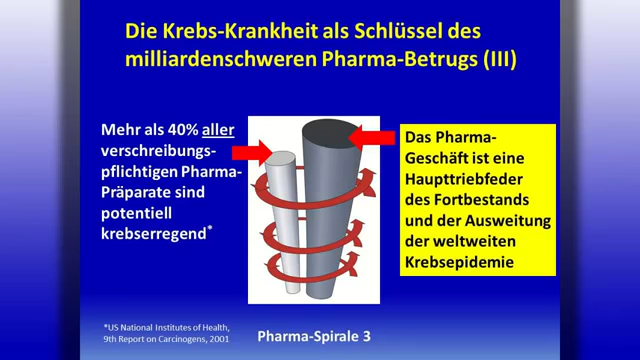 Die Krebs-Krankheit als Schlüssel des
milliardenschweren Pharma-Betrugs (III)
Mehr als 40% aller
verschreibungs-
pflichtigen Pharma-
Präparate sind
potentiell
krebserregend*
Das Pharma-
Geschäft ist eine
Haupttriebfeder
des Fortbestands
und der Ausweitung
der weltweiten
Krebsepidemie
*US National Institutes of Health,
9th Report on Carcinogens, 2001
Pharma-Spirale 3